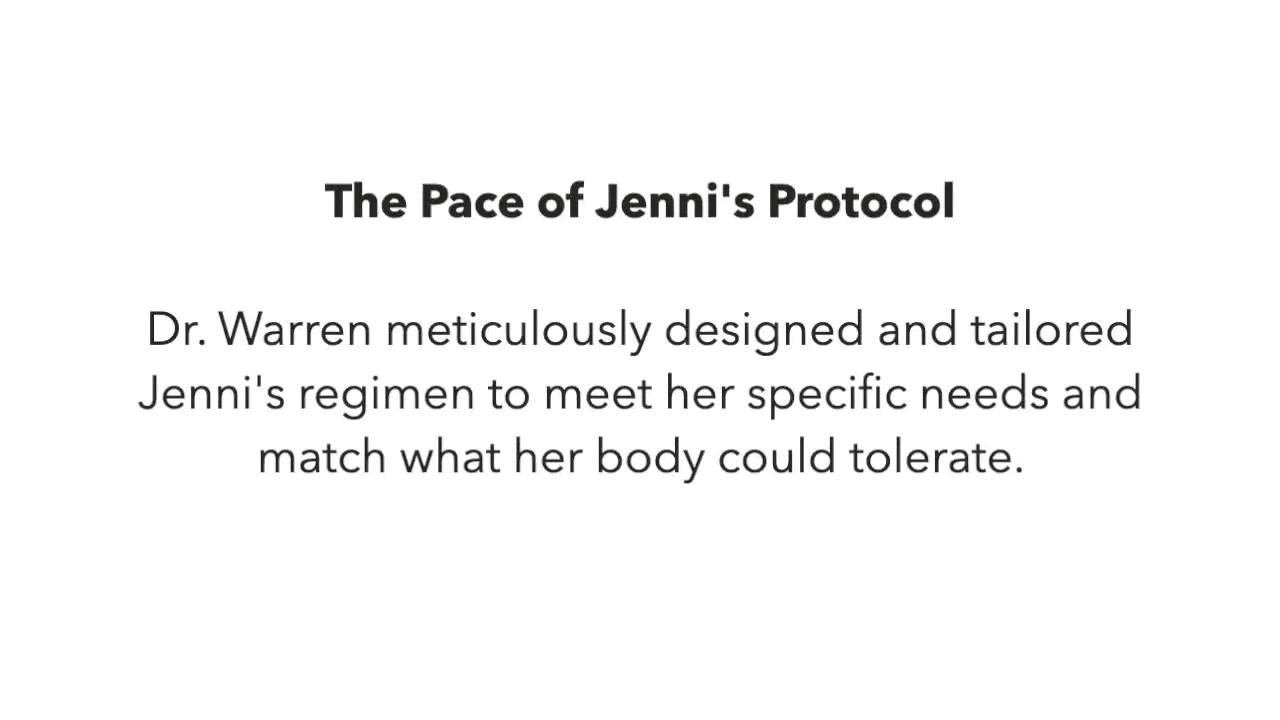 The Pace of Jenni's Protocol
Dr. Warren meticulously designed and tailored
Jenni's regimen to meet her specific needs and
match what her body could tolerate.